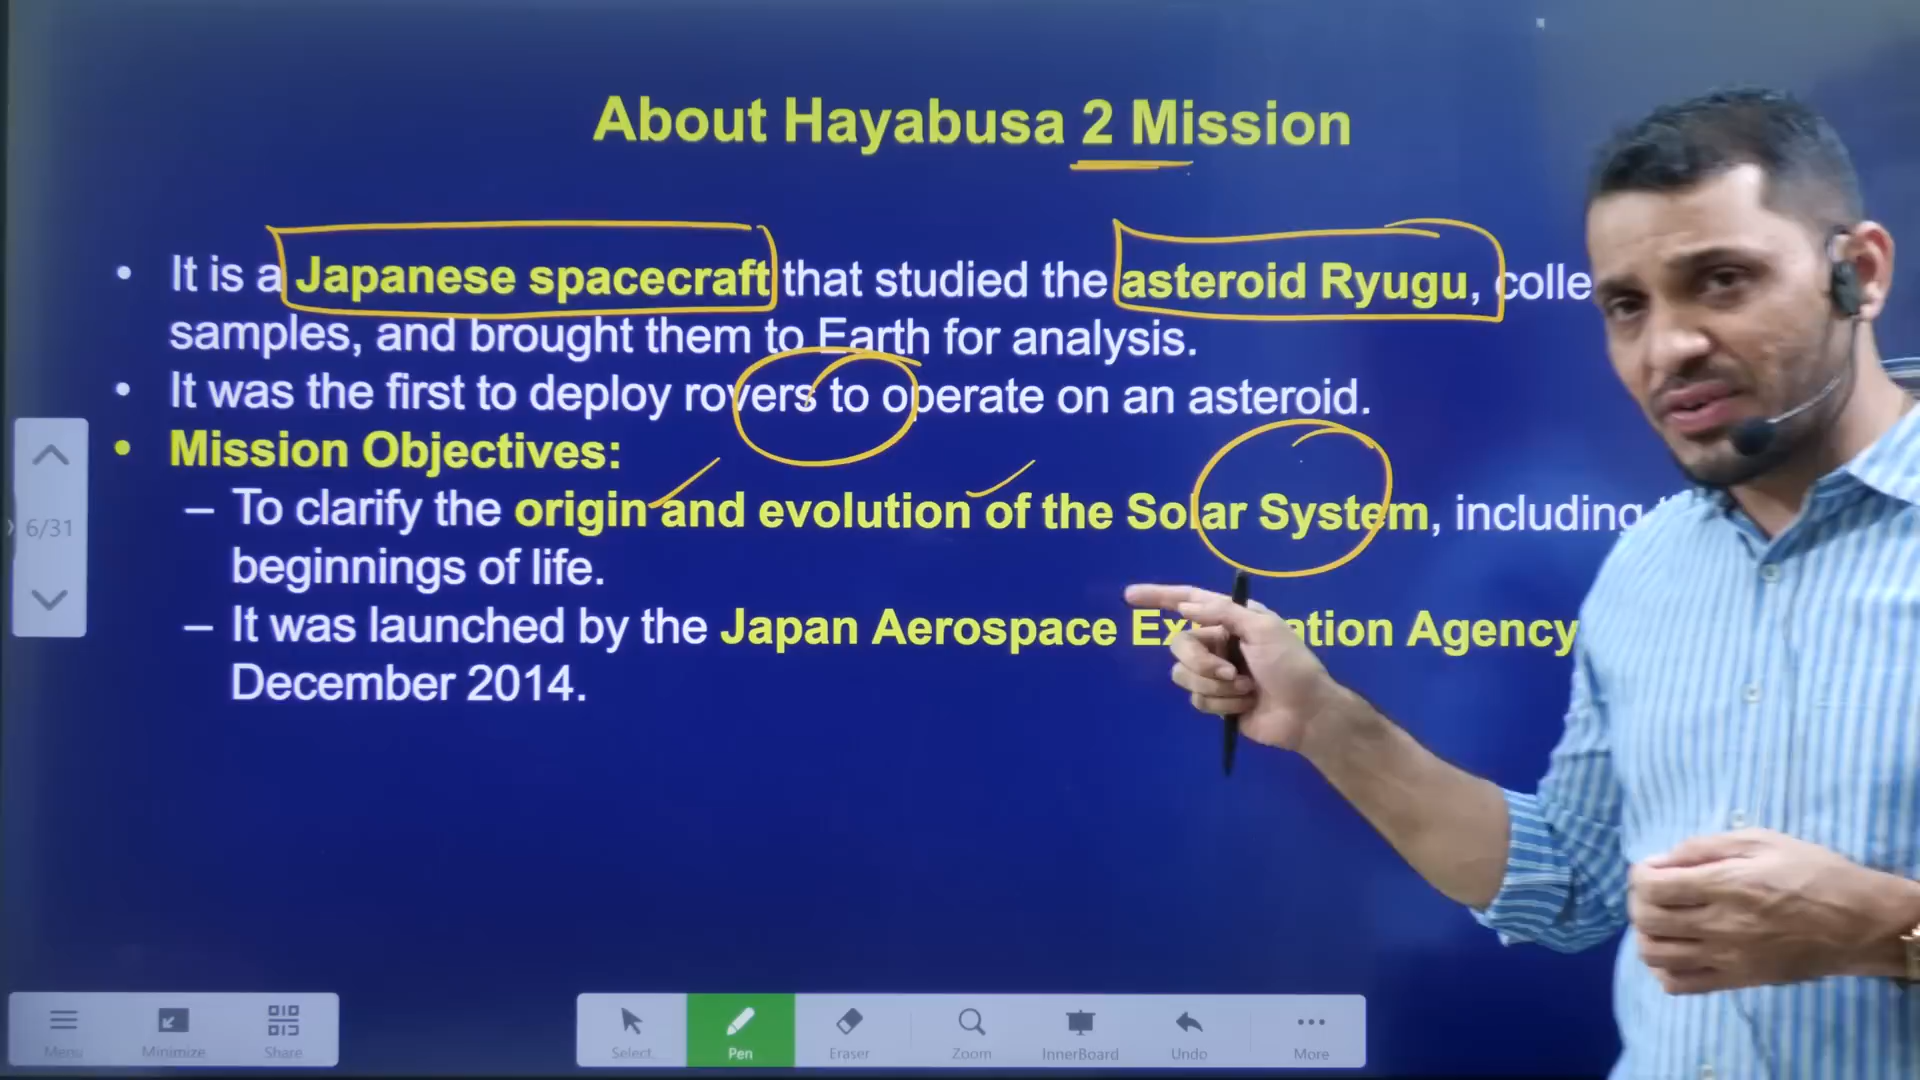 About Hayabusa 2 Mission
• It is a Japanese spacecraft that studied the asteroid Ryugu, colle
samples, and brought them to Earth for analysis.
• It was the first to deploy rovers to operate on an asteroid.
• Mission Objectives:
– To clarify the origin and evolution of the Solar System, including
beginnings of life.
– It was launched by the Japan Aerospace Ex ation Agency
December 2014.
6/31
Menu Minimize Share Select Pen Eraser Zoom InnerBoard Undo More